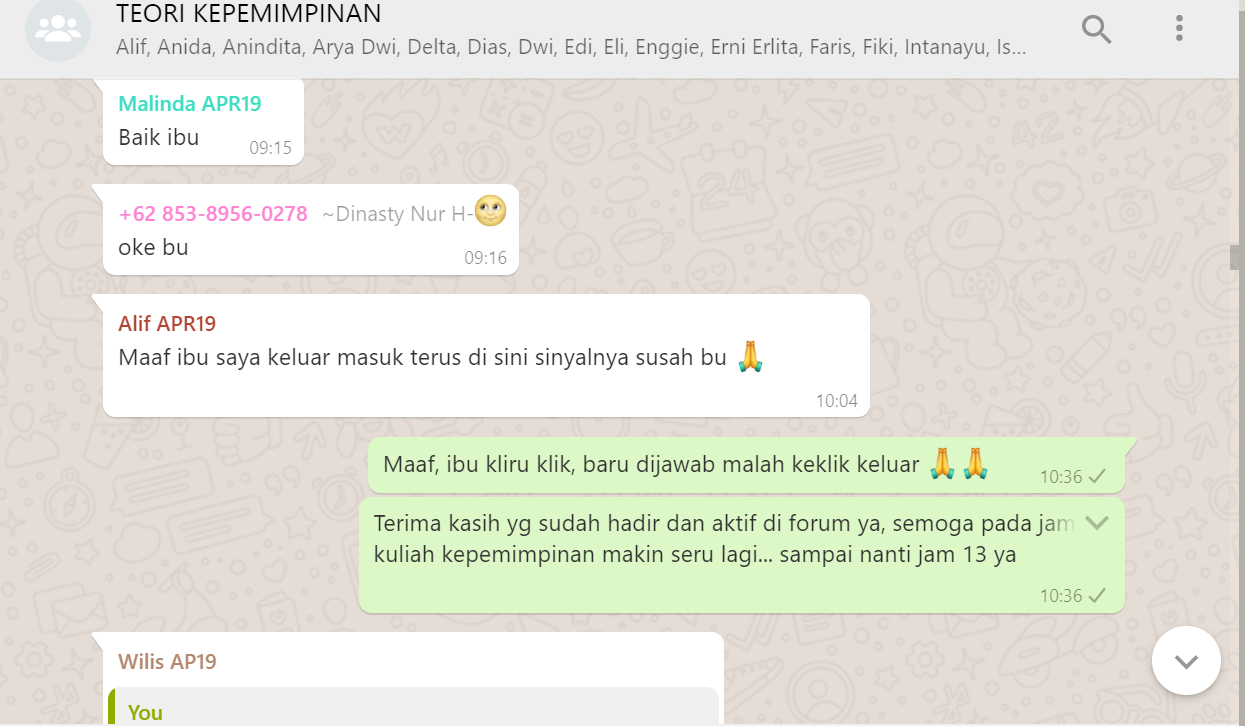 TEORI KEPEMIMPINAN
Alif, Anida, Anindita, Arya Dwi, Delta, Dias, Dwi, Edi, Eli, Enggie, Erni Erlita, Faris, Fiki, Intanayu, Is...
Malinda APR19
Baik ibu
09:15
+62 853-8956-0278 ~Dinasty Nur H-🌝
oke bu
09:16
Alif APR19
Maaf ibu saya keluar masuk terus di sini sinyalnya susah bu 🙏
10:04
Maaf, ibu kliru klik, baru dijawab malah keklik keluar 🙏🙏
10:36
Terima kasih yg sudah hadir dan aktif di forum ya, semoga pada jam
kuliah kepemimpinan makin seru lagi... sampai nanti jam 13 ya
10:36
Wilis AP19
You